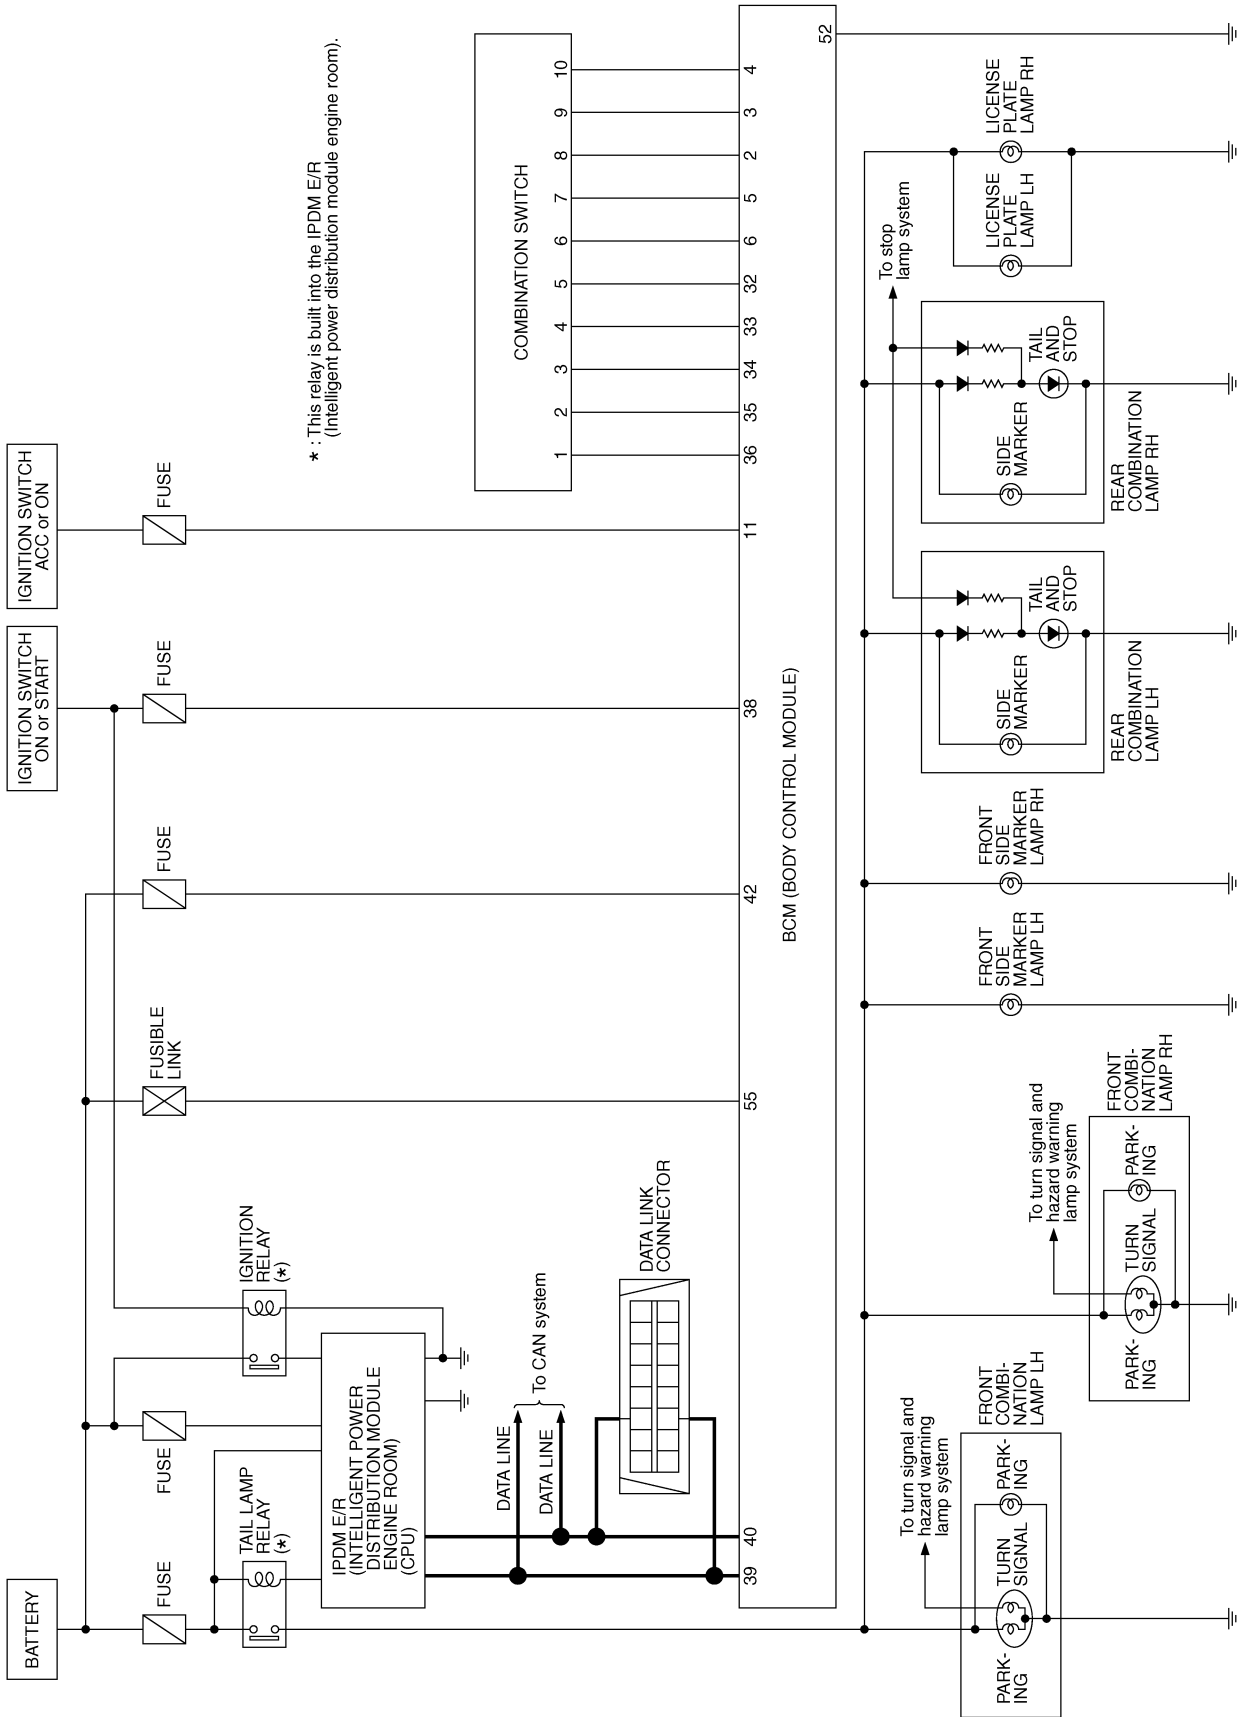 BATTERY
IGNITION SWITCH
ON or START
IGNITION SWITCH
ACC or ON
FUSE
FUSE
FUSIBLE
LINK
FUSE
FUSE
FUSE
TAIL LAMP
RELAY
(*)
IGNITION
RELAY
(*)
* : This relay is built into the IPDM E/R
(Intelligent power distribution module engine room).
IPDM E/R
(INTELLIGENT POWER
DISTRIBUTION MODULE
ENGINE ROOM)
(CPU)
DATA LINE
DATA LINE
To CAN system
DATA LINK
CONNECTOR
COMBINATION SWITCH
1
2
3
4
5
6
7
8
9
10
39
40
55
42
38
11
36
35
34
33
32
6
5
2
3
4
BCM (BODY CONTROL MODULE)
52
To turn signal and
hazard warning
lamp system
FRONT
COMBI-
NATION
LAMP LH
PARK-
ING
TURN
SIGNAL
PARK-
ING
To turn signal and
hazard warning
lamp system
FRONT
COMBI-
NATION
LAMP RH
PARK-
ING
TURN
SIGNAL
PARK-
ING
FRONT
SIDE
MARKER
LAMP LH
FRONT
SIDE
MARKER
LAMP RH
SIDE
MARKER
TAIL
AND
STOP
REAR
COMBINATION
LAMP LH
SIDE
MARKER
TAIL
AND
STOP
REAR
COMBINATION
LAMP RH
To stop
lamp system
LICENSE
PLATE
LAMP LH
LICENSE
PLATE
LAMP RH